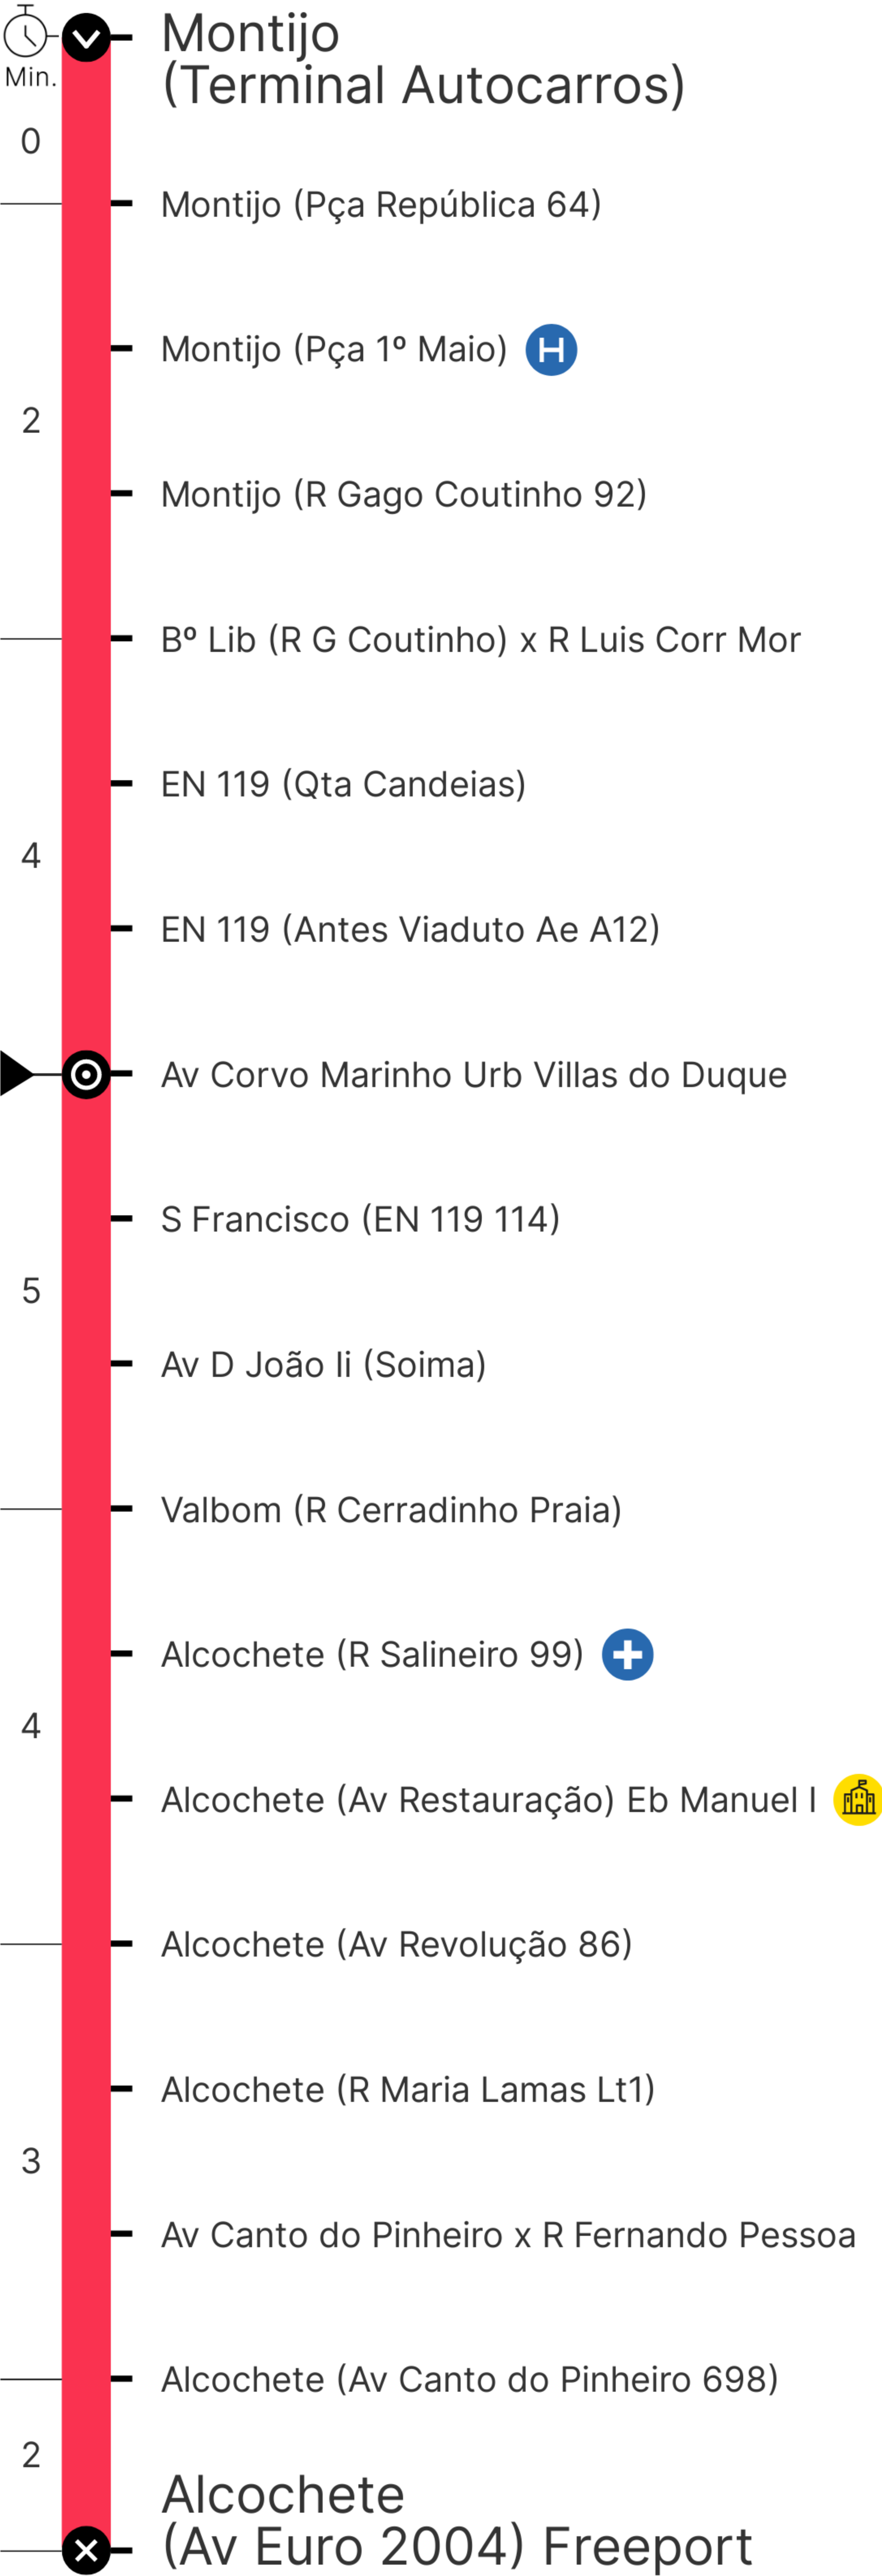 Montijo
(Terminal Autocarros)
Min.
0
Montijo (Pça República 64)
Montijo (Pça 1º Maio) H
2
Montijo (R Gago Coutinho 92)
Bº Lib (R G Coutinho) x R Luis Corr Mor
EN 119 (Qta Candeias)
4
EN 119 (Antes Viaduto Ae A12)
Av Corvo Marinho Urb Villas do Duque
S Francisco (EN 119 114)
5
Av D João Ii (Soima)
Valbom (R Cerradinho Praia)
Alcochete (R Salineiro 99)
4
Alcochete (Av Restauração) Eb Manuel I
Alcochete (Av Revolução 86)
Alcochete (R Maria Lamas Lt1)
3
Av Canto do Pinheiro x R Fernando Pessoa
Alcochete (Av Canto do Pinheiro 698)
2
Alcochete
(Av Euro 2004) Freeport